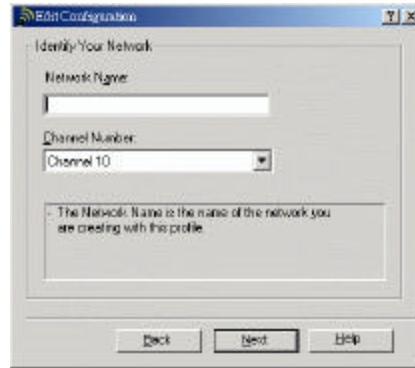 Edit Configuration
Identify Your Network
Network Name:
Channel Number:
Channel 10
- The Network Name is the name of the network you
are creating with this profile.
Back
Next
Help